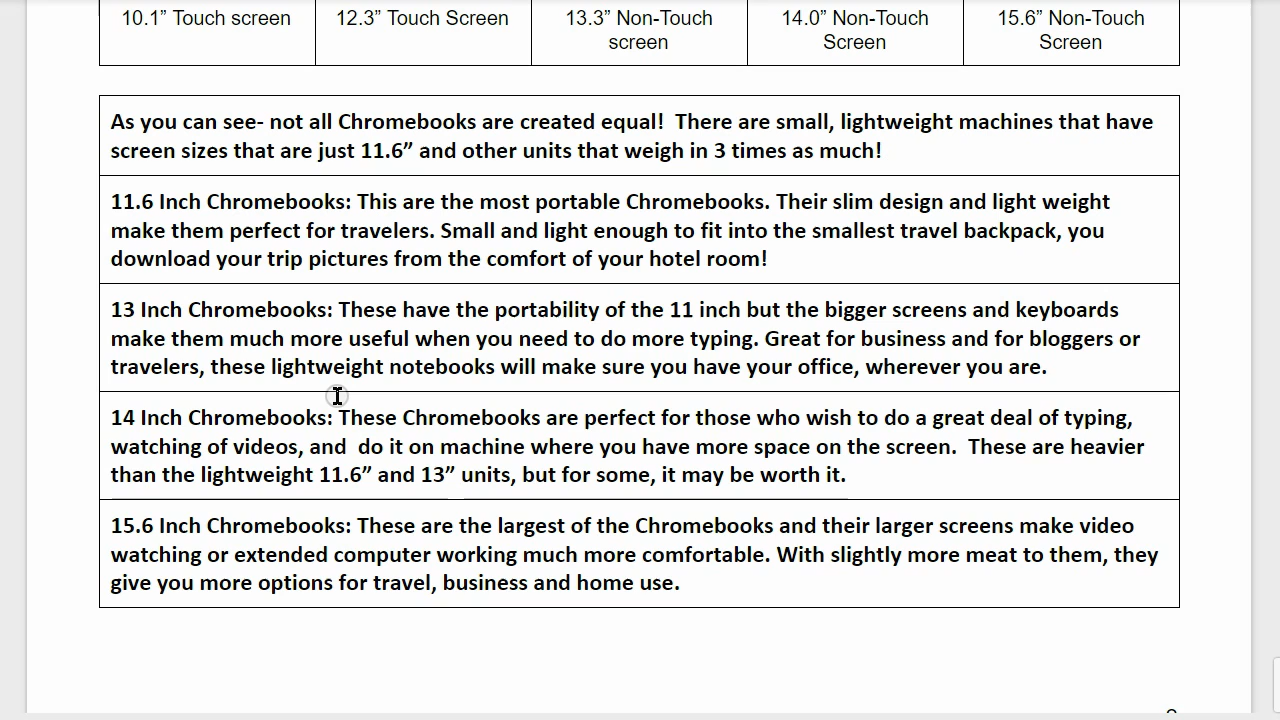 10.1” Touch screen
12.3” Touch Screen
13.3” Non-Touch
screen
14.0” Non-Touch
Screen
15.6” Non-Touch
Screen
As you can see- not all Chromebooks are created equal!  There are small, lightweight machines that have
screen sizes that are just 11.6” and other units that weigh in 3 times as much!
11.6 Inch Chromebooks: This are the most portable Chromebooks. Their slim design and light weight
make them perfect for travelers. Small and light enough to fit into the smallest travel backpack, you
download your trip pictures from the comfort of your hotel room!
13 Inch Chromebooks: These have the portability of the 11 inch but the bigger screens and keyboards
make them much more useful when you need to do more typing. Great for business and for bloggers or
travelers, these lightweight notebooks will make sure you have your office, wherever you are.
14 Inch Chromebooks: These Chromebooks are perfect for those who wish to do a great deal of typing,
watching of videos, and  do it on machine where you have more space on the screen.  These are heavier
than the lightweight 11.6” and 13” units, but for some, it may be worth it.
15.6 Inch Chromebooks: These are the largest of the Chromebooks and their larger screens make video
watching or extended computer working much more comfortable. With slightly more meat to them, they
give you more options for travel, business and home use.